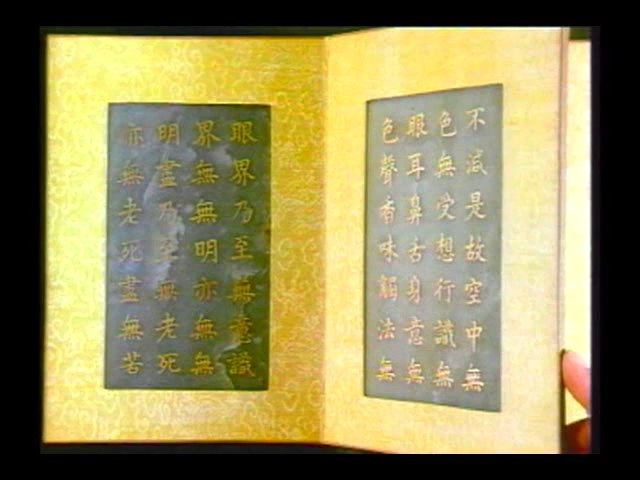 不減是故空中無
色無受想行識無
眼耳鼻舌身意無
色聲香味觸法無
眼界乃至無意識
界無無明亦無無
明盡乃至無老死
亦無老死盡無苦